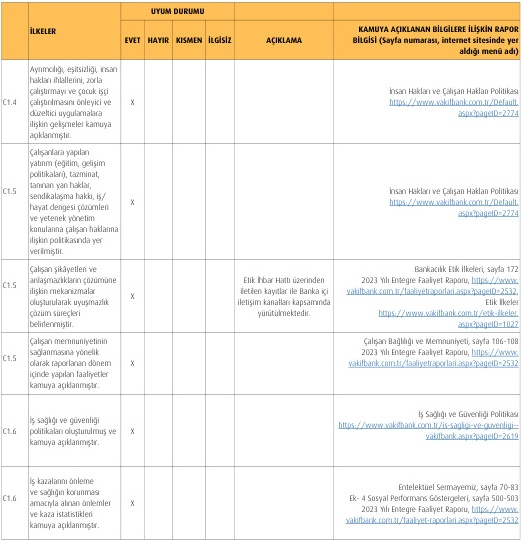 UYUM DURUMU
İLKELER
EVET HAYIR KISMEN İLGİSİZ AÇIKLAMA
KAMUYA AÇIKLANAN BİLGİLERE İLİŞKİN RAPOR
BİLGİSİ (Sayfa numarası, internet sitesinde yer
aldığı menü adı)
C1.4
Ayrımcılığı, eşitsizliği, insan
hakları ihlallerini, zorla
çalıştırmayı ve çocuk işçi
çalıştırılmasını önleyici ve
düzeltici uygulamalara
ilişkin gelişmeler kamuya
açıklanmıştır.
X
İnsan Hakları ve Çalışan Hakları Politikası
https://www.vakifbank.com.tr/Default.
aspx?pageID=2774
C1.5
Çalışanlara yapılan
yatırım (eğitim, gelişim
politikaları), tazminat,
tanınan yan haklar,
sendikalaşma hakkı, iş/
hayat dengesi çözümleri
ve yetenek yönetim
konularına çalışan haklarına
ilişkin politikasında yer
verilmiştir.
X
İnsan Hakları ve Çalışan Hakları Politikası
https://www.vakifbank.com.tr/Default.
aspx?pageID=2774
C1.5
Çalışan şikâyetleri ve
anlaşmazlıkların çözümüne
ilişkin mekanizmalar
oluşturularak uyuşmazlık
çözüm süreçleri
belirlenmiştir.
X
Etik İhbar Hattı üzerinden
iletilen kayıtlar ile Banka içi
iletişim kanalları kapsamında
yürütülmektedir.
Bankacılık Etik İlkeleri, sayfa 172
2023 Yılı Entegre Faaliyet Raporu, https://www.
vakifbank.com.tr/faaliyetraporlari.aspx?pageID=2532,
Etik İlkeler
https://www.vakifbank.com.tr/etik-ilkeler.
aspx?pageID=1027
C1.5
Çalışan memnuniyetinin
sağlanmasına yönelik
olarak raporlanan dönem
içinde yapılan faaliyetler
kamuya açıklanmıştır.
X
Çalışan Bağlılığı ve Memnuniyeti, sayfa 106-108
2023 Yılı Entegre Faaliyet Raporu, https://www.
vakifbank.com.tr/faaliyetraporlari.aspx?pageID=2532
C1.6
İş sağlığı ve güvenliği
politikaları oluşturulmuş ve
kamuya açıklanmıştır.
X
İş Sağlığı ve Güvenliği Politikası
https://www.vakifbank.com.tr/is-sagligi-ve-guvenligi--
vakifbank.aspx?pageID=2619
C1.6
İş kazalarını önleme
ve sağlığın korunması
amacıyla alınan önlemler
ve kaza istatistikleri
kamuya açıklanmıştır.
X
Entelektüel Sermayemiz, sayfa 70-83
Ek- 4 Sosyal Performans Göstergeleri, sayfa 500-503
2023 Yılı Entegre Faaliyet Raporu, https://www.
vakifbank.com.tr/faaliyet-raporlari.aspx?pageID=2532